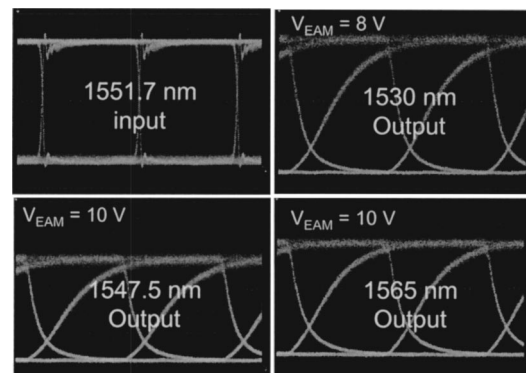 1551.7 nm
input
V_EAM = 8 V
1530 nm
Output
V_EAM = 10 V
1547.5 nm
Output
V_EAM = 10 V
1565 nm
Output